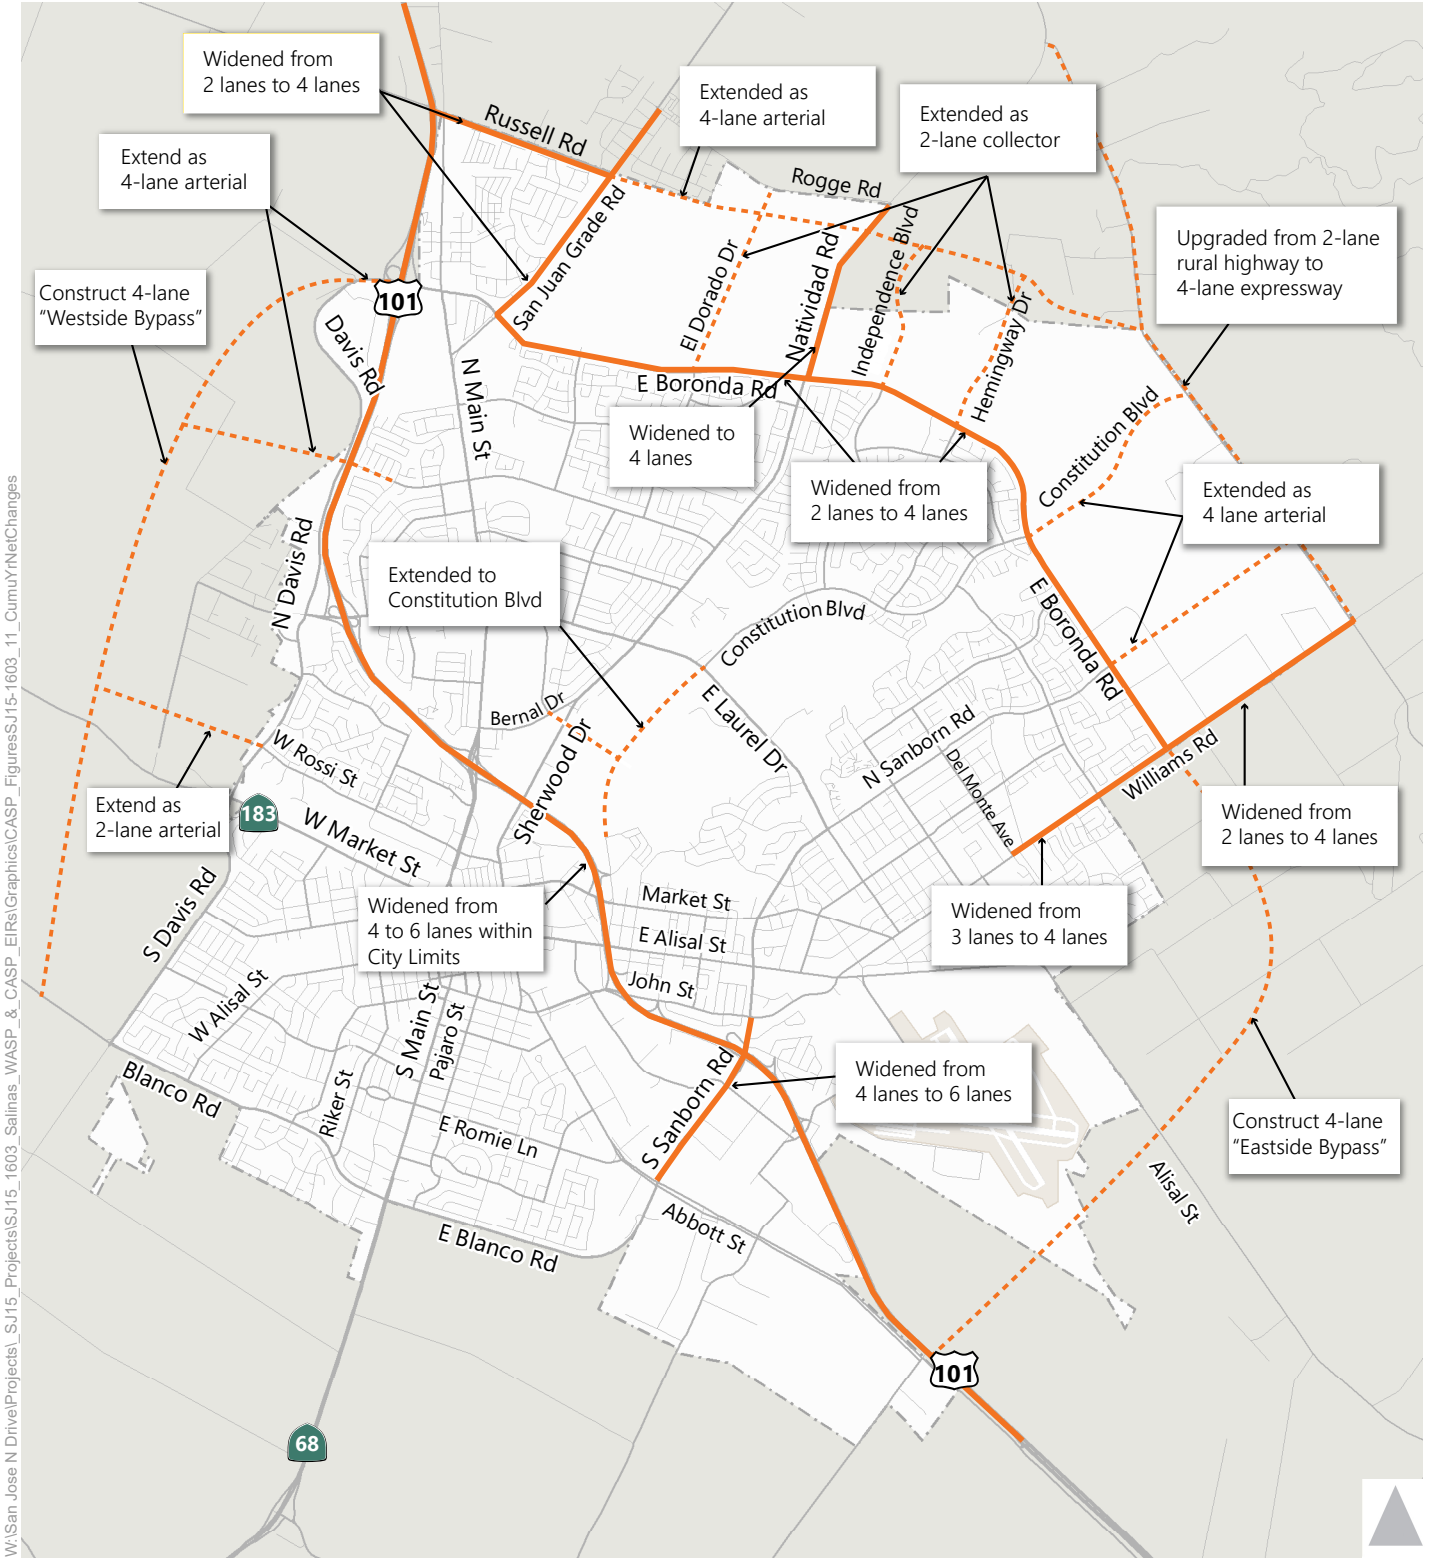 Widened from
2 lanes to 4 lanes
Russell Rd
Extended as
4-lane arterial
Extended as
2-lane collector
Extend as
4-lane arterial
Rogge Rd
San Juan Grade Rd
El Dorado Dr
Natividad Rd
Independence Blvd
Hemingway Dr
Upgraded from 2-lane
rural highway to
4-lane expressway
Construct 4-lane
“Westside Bypass”
101
Davis Rd
N Main St
E Boronda Rd
Widened to
4 lanes
Widened from
2 lanes to 4 lanes
Constitution Blvd
Extended as
4 lane arterial
N Davis Rd
Extended to
Constitution Blvd
Constitution Blvd
E Boronda Rd
Bernal Dr
Sherwood Dr
E Laurel Dr
N Sanborn Rd
Del Monte Ave
Williams Rd
W Rossi St
Extend as
2-lane arterial
183
W Market St
Widened from
2 lanes to 4 lanes
S Davis Rd
Widened from
4 to 6 lanes within
City Limits
Market St
E Alisal St
John St
Widened from
3 lanes to 4 lanes
W Alisal St
S Main St
Pajaro St
Blanco Rd
Riker St
E Romie Ln
S Sanborn Rd
Widened from
4 lanes to 6 lanes
Construct 4-lane
“Eastside Bypass”
Alisal St
Abbott St
E Blanco Rd
101
68
W:\San Jose N Drive\Projects\_SJ15_Projects\SJ15_1603_Salinas_WASP_&_CASP_EIRs\Graphics\CASP_FiguresSJ15-1603_11_CumuYrNetChanges